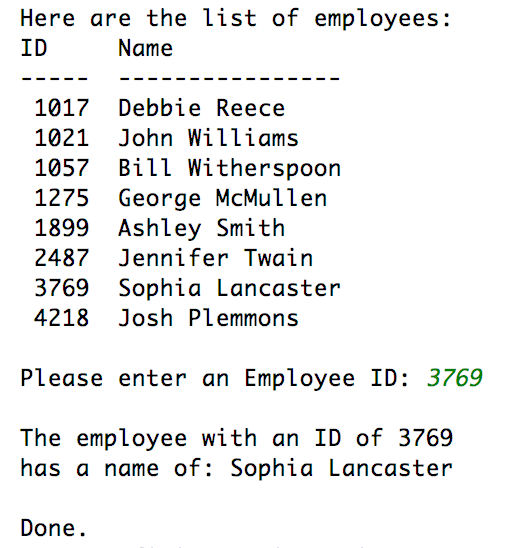 Here are the list of employees:
ID     Name
-----  ----------------
 1017  Debbie Reece
 1021  John Williams
 1057  Bill Witherspoon
 1275  George McMullen
 1899  Ashley Smith
 2487  Jennifer Twain
 3769  Sophia Lancaster
 4218  Josh Plemmons
Please enter an Employee ID: 3769
The employee with an ID of 3769
has a name of: Sophia Lancaster
Done.